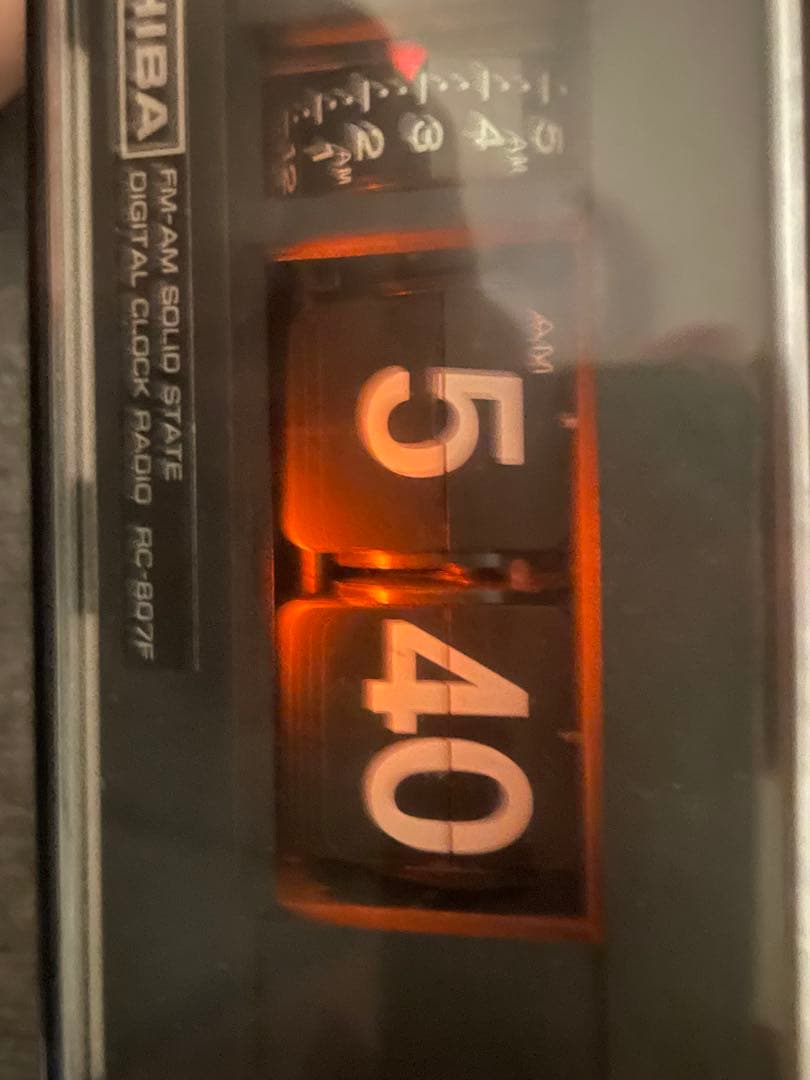 5
AM
4
3
2
AM
1
12
AM
5 40
HIBA
FM-AM SOLID STATE
DIGITAL CLOCK RADIO RC-807F